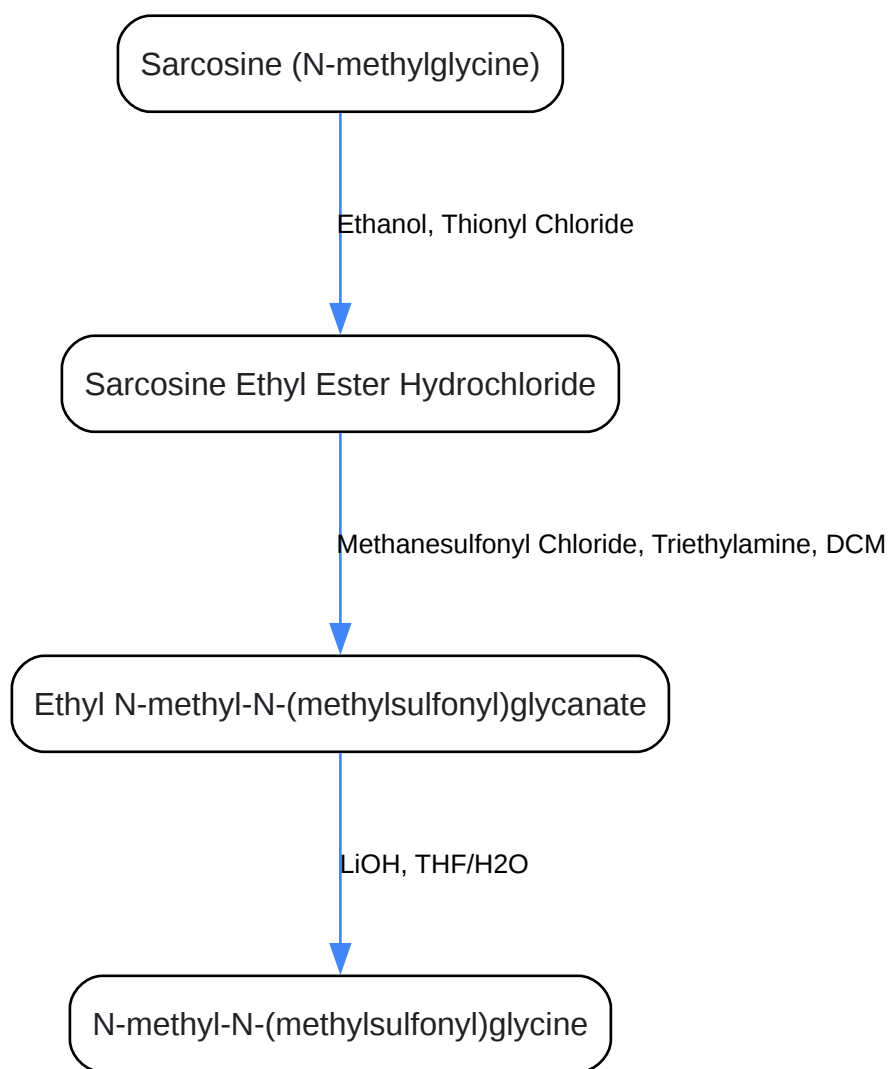 Sarcosine (N-methylglycine)
Ethanol, Thionyl Chloride
Sarcosine Ethyl Ester Hydrochloride
Methanesulfonyl Chloride, Triethylamine, DCM
Ethyl N-methyl-N-(methylsulfonyl)glycanate
LiOH, THF/H2O
N-methyl-N-(methylsulfonyl)glycine